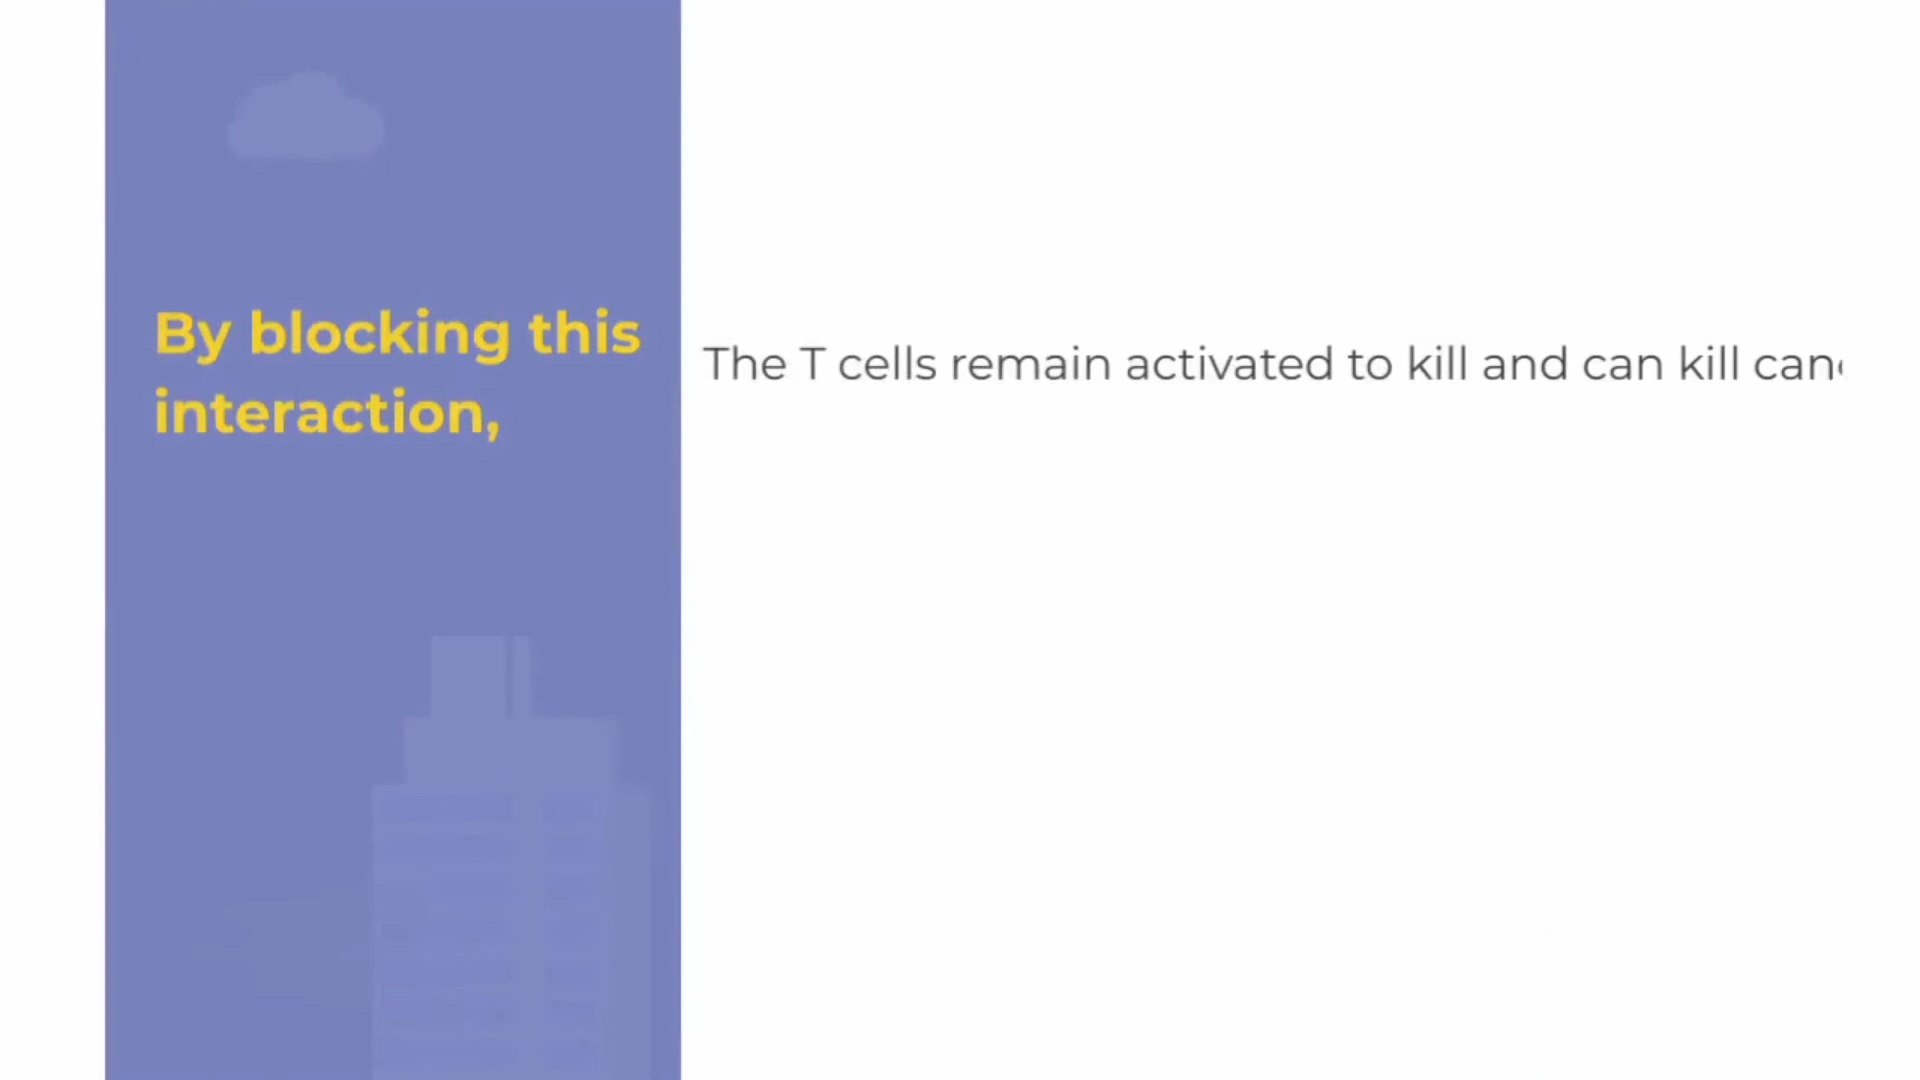 By blocking this
interaction,
The T cells remain activated to kill and can kill